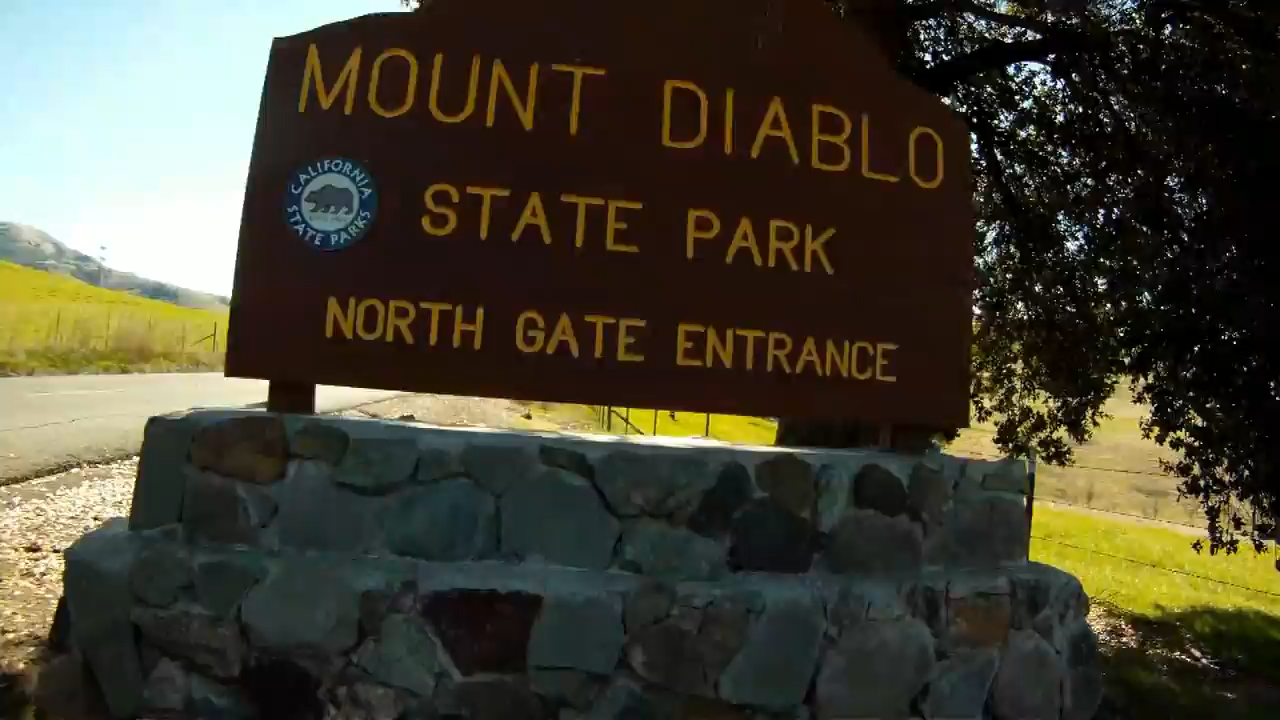 MOUNT DIABLO
CALIFORNIA
STATE PARKS
STATE PARK
NORTH GATE ENTRANCE